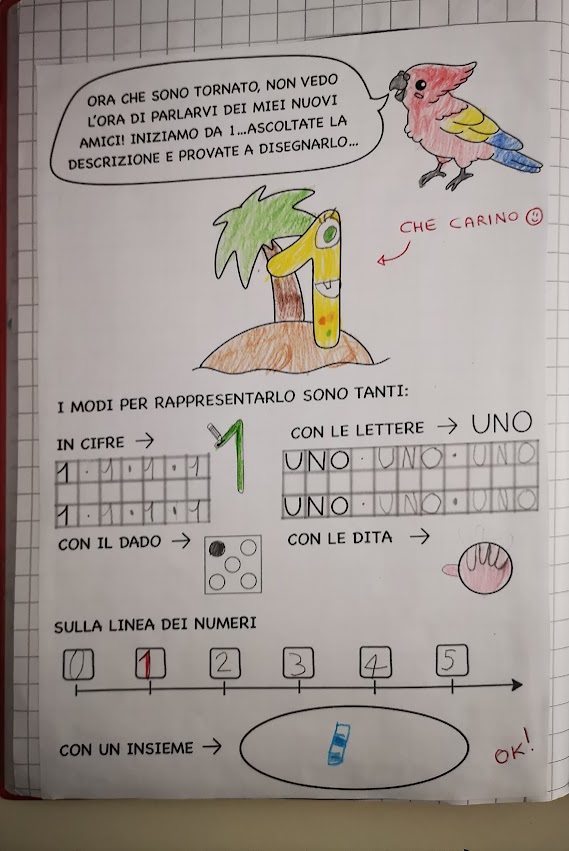 ORA CHE SONO TORNATO, NON VEDO
L'ORA DI PARLARVI DEI MIEI NUOVI
AMICI! INIZIAMO DA 1...ASCOLTATE LA
DESCRIZIONE E PROVATE A DISEGNARLO...
CHE CARINO
1
I MODI PER RAPPRESENTARLO SONO TANTI:
IN CIFRE → 1
1 · 1 · 1 · 1
1 · 1 · 1 · 1
CON LE LETTERE → UNO
UNO · UNO · UNO
UNO · UNO · UNO
CON IL DADO →
CON LE DITA →
SULLA LINEA DEI NUMERI
0 1 2 3 4 5
CON UN INSIEME →
OK!